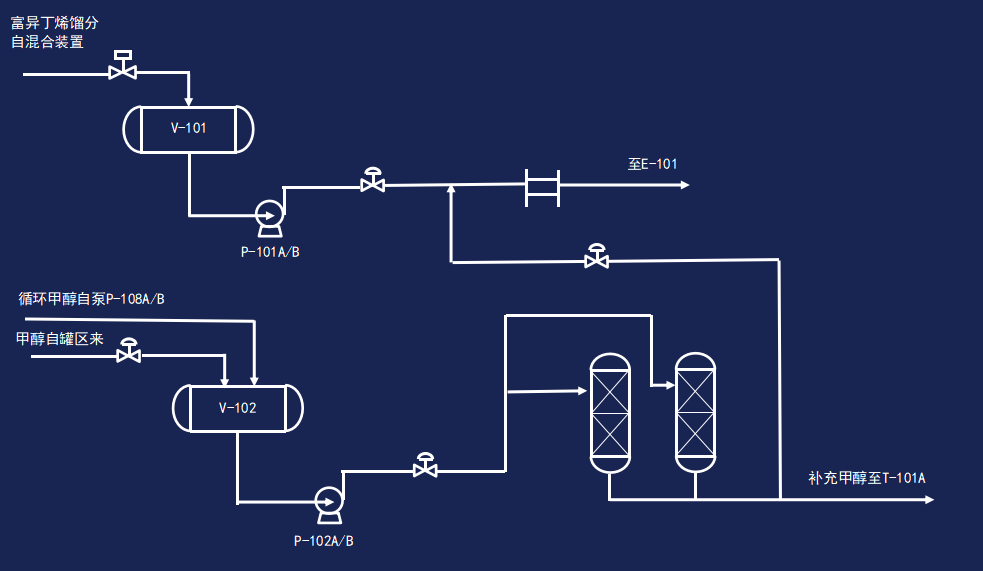 富异丁烯馏分
自混合装置
V-101
至E-101
P-101A/B
循环甲醇自泵P-108A/B
甲醇自罐区来
V-102
补充甲醇至T-101A
P-102A/B